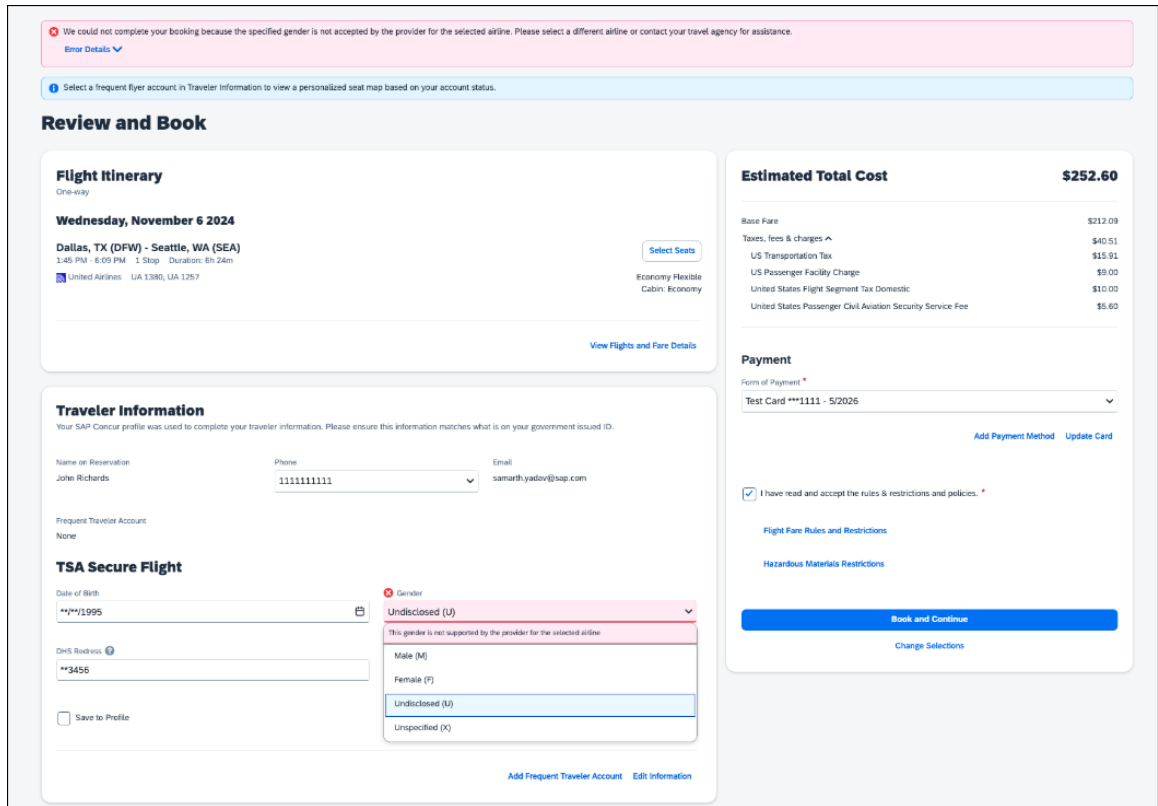 We could not complete your booking because the specified gender is not accepted by the provider for the selected airline. Please select a different airline or contact your travel agency for assistance.
Error Details
Select a frequent flyer account in Traveler Information to view a personalized seat map based on your account status.
Review and Book
Flight Itinerary
One-way
Wednesday, November 6 2024
Dallas, TX (DFW) - Seattle, WA (SEA)
1:45 PM - 6:09 PM 1 Stop Duration: 6h 24m
Select Seats
United Airlines UA 1380, UA 1257
Economy Flexible
Cabin: Economy
View Flights and Fare Details
Traveler Information
Your SAP Concur profile was used to complete your traveler information. Please ensure this information matches what is on your government issued ID.
Name on Reservation
John Richards
Phone
1111111111
Email
samarth.yadav@sap.com
Frequent Traveler Account
None
TSA Secure Flight
Date of Birth
**/**/1995
Gender
Undisclosed (U)
This gender is not supported by the provider for the selected airline
Male (M)
Female (F)
Undisclosed (U)
Unspecified (X)
DHS Redress
**3456
Save to Profile
Add Frequent Traveler Account Edit Information
Estimated Total Cost $252.60
Base Fare $212.09
Taxes, fees & charges $40.51
US Transportation Tax $15.91
US Passenger Facility Charge $9.00
United States Flight Segment Tax Domestic $10.00
United States Passenger Civil Aviation Security Service Fee $5.60
Payment
Form of Payment *
Test Card ***1111 - 5/2026
Add Payment Method Update Card
I have read and accept the rules & restrictions and policies. *
Flight Fare Rules and Restrictions
Hazardous Materials Restrictions
Book and Continue
Change Selections